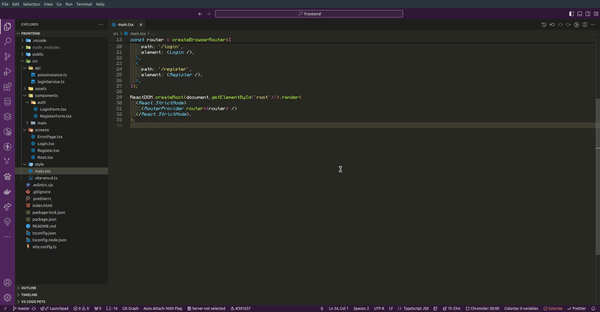 File Edit Selection View Go Run Terminal Help
frontend
EXPLORER
FRONTEND
.vscode
node_modules
public
src
api
axiosInstance.ts
loginService.ts
assets
components
auth
LoginForm.tsx
RegisterForm.tsx
main
screens
ErrorPage.tsx
Login.tsx
Register.tsx
Root.tsx
style
main.tsx
vite-env.d.ts
.eslintrc.cjs
.gitignore
.prettierrc
index.html
package-lock.json
package.json
README.md
tsconfig.json
tsconfig.node.json
vite.config.ts
OUTLINE
TIMELINE
VS CODE PETS
main.tsx
src > main.tsx > ...
13 const router = createBrowserRouter([
20 path: '/login',
21 element: <Login />,
22 },
23 {
24 path: '/register',
25 element: <Register />,
26 },
27 ]);
28
29 ReactDOM.createRoot(document.getElementById('root')!).render(
30 <React.StrictMode>
31 <RouterProvider router={router} />
32 </React.StrictMode>,
33 );
34
master Launchpad 0 0 0 14 Git Graph Auto Attach: With Flag Server not selected #301637
Ln 34, Col 1 Spaces: 2 UTF-8 LF TypeScript JSX 1h 33m Chronicler: 00:00 Colorize: 0 variables Colorize Prettier